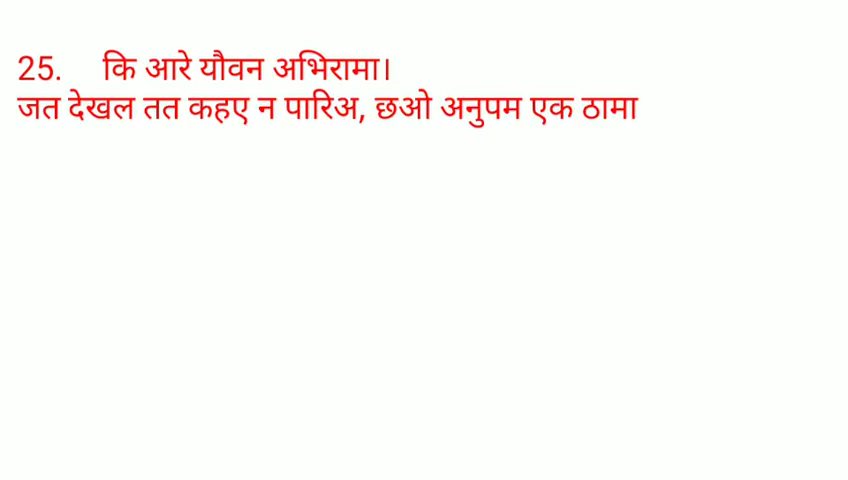 25. कि आरे यौवन अभिरामा।
जत देखल तत कहए न पारिअ, छओ अनुपम एक ठामा